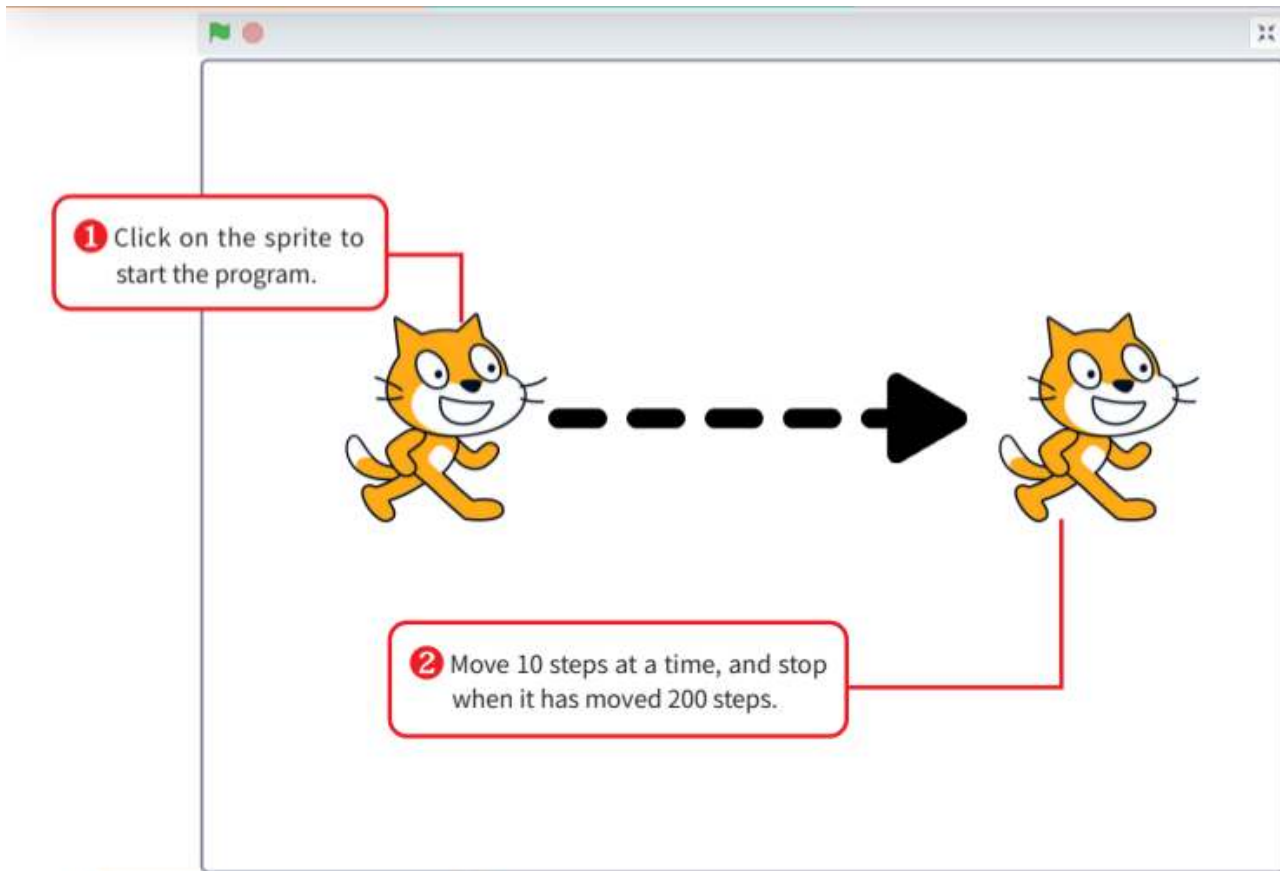 1 Click on the sprite to
start the program.
2 Move 10 steps at a time, and stop
when it has moved 200 steps.